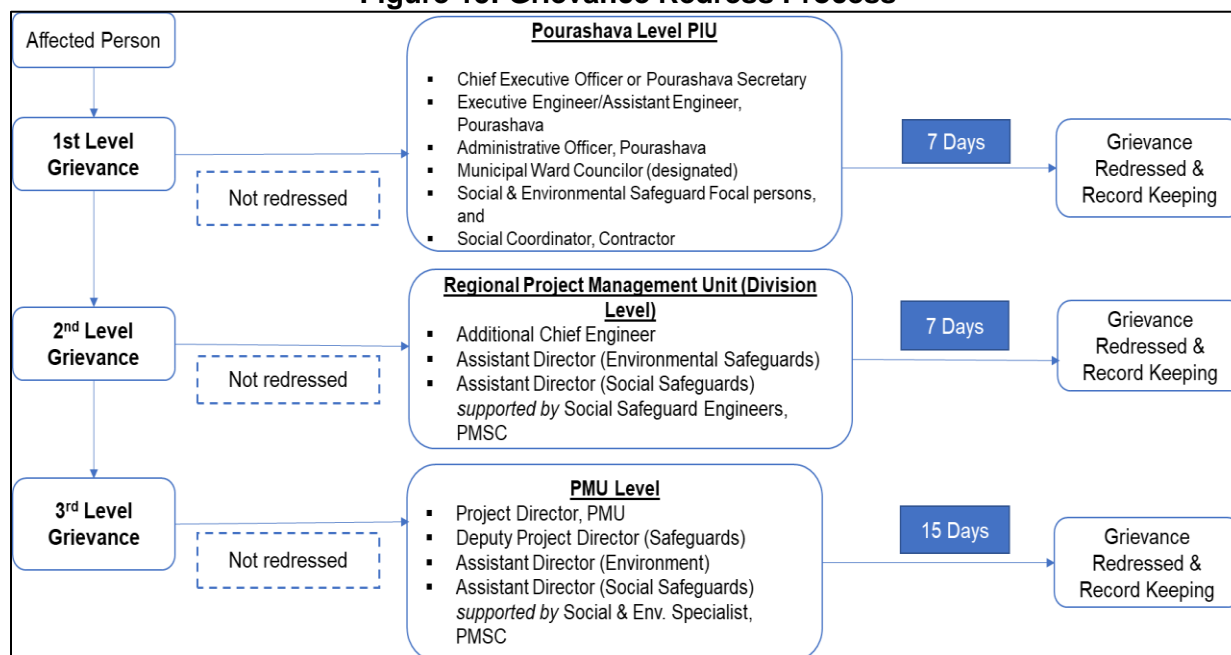 Figure 10: Grievance Redress Process
Affected Person
Pourashava Level PIU
▪ Chief Executive Officer or Pourashava Secretary
▪ Executive Engineer/Assistant Engineer,
Pourashava
▪ Administrative Officer, Pourashava
▪ Municipal Ward Councilor (designated)
▪ Social & Environmental Safeguard Focal persons,
and
▪ Social Coordinator, Contractor
1st Level
Grievance
Not redressed
7 Days
Grievance
Redressed &
Record Keeping
Regional Project Management Unit (Division
Level)
▪ Additional Chief Engineer
▪ Assistant Director (Environmental Safeguards)
▪ Assistant Director (Social Safeguards)
supported by Social Safeguard Engineers,
PMSC
2nd Level
Grievance
Not redressed
7 Days
Grievance
Redressed &
Record Keeping
PMU Level
▪ Project Director, PMU
▪ Deputy Project Director (Safeguards)
▪ Assistant Director (Environment)
▪ Assistant Director (Social Safeguards)
supported by Social & Env. Specialist,
PMSC
3rd Level
Grievance
Not redressed
15 Days
Grievance
Redressed &
Record Keeping